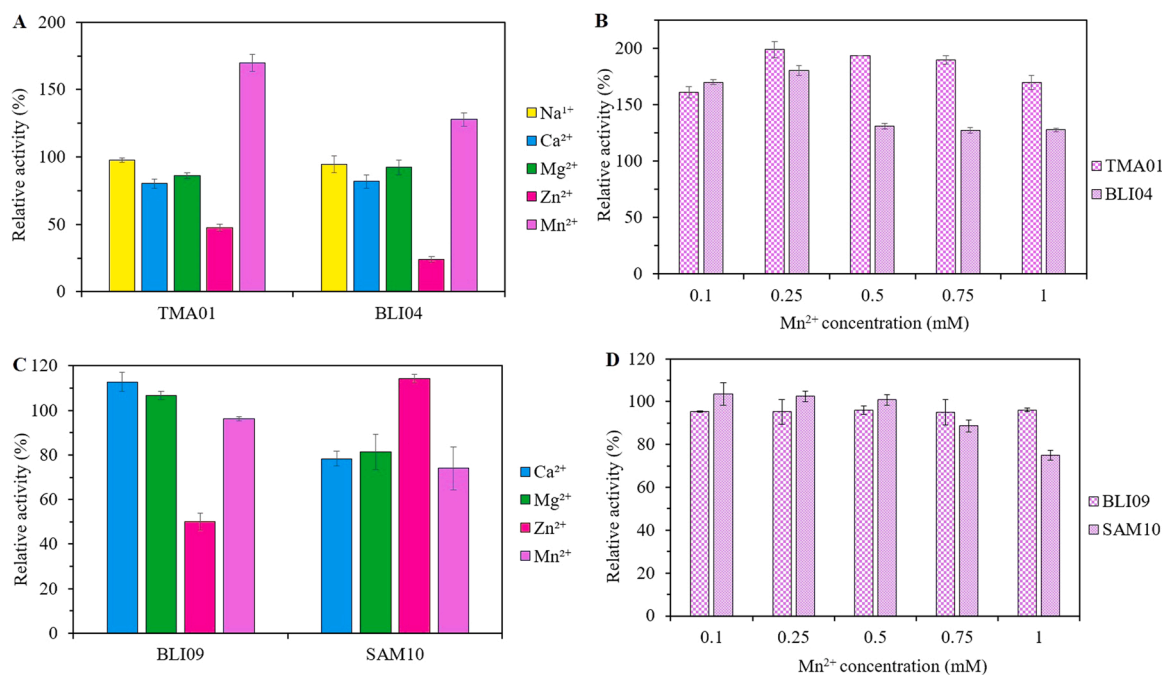 A
Relative activity (%)
200
150
100
50
0
TMA01
BLI04
Na¹⁺
Ca²⁺
Mg²⁺
Zn²⁺
Mn²⁺
B
Relative activity (%)
200
150
100
50
0
0.1
0.25
0.5
0.75
1
Mn²⁺ concentration (mM)
TMA01
BLI04
C
Relative activity (%)
120
100
80
60
40
20
0
BLI09
SAM10
Ca²⁺
Mg²⁺
Zn²⁺
Mn²⁺
D
Relative activity (%)
120
100
80
60
40
20
0
0.1
0.25
0.5
0.75
1
Mn²⁺ concentration (mM)
BLI09
SAM10